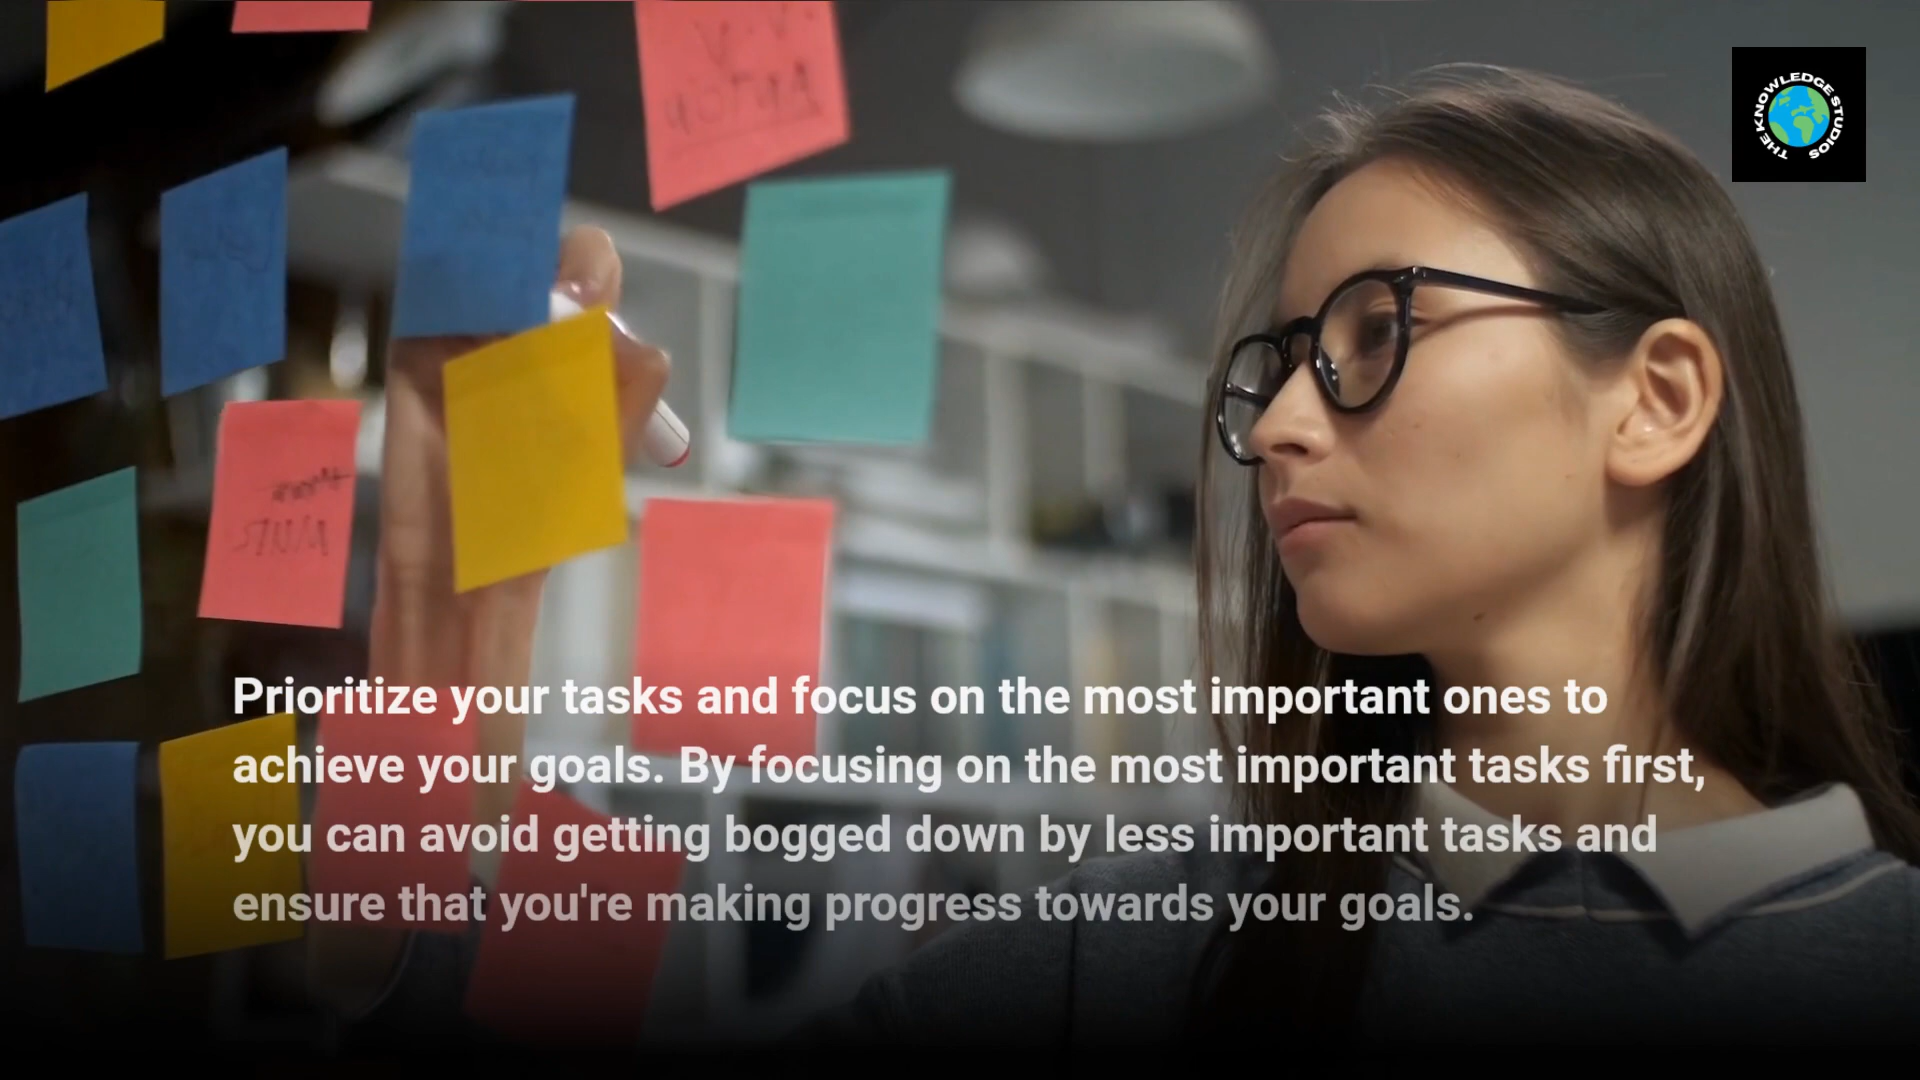 THE KNOWLEDGE STUDIOS
Prioritize your tasks and focus on the most important ones to
achieve your goals. By focusing on the most important tasks first,
you can avoid getting bogged down by less important tasks and
ensure that you're making progress towards your goals.